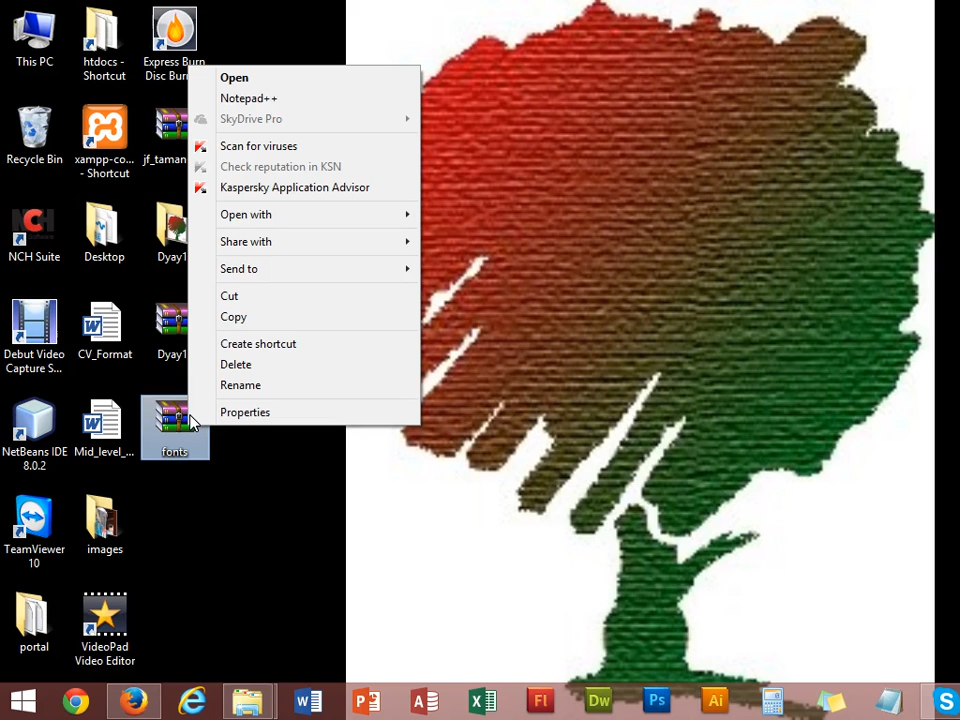 This PC
htdocs -
Shortcut
Express Burn
Disc Bur
Recycle Bin
xampp-co...
- Shortcut
jf_taman
NCH
NCH Suite
Desktop
Dyay1
Debut Video
Capture S...
CV_Format
Dyay1
NetBeans IDE
8.0.2
Mid_level_...
fonts
TeamViewer
10
images
portal
VideoPad
Video Editor
Open
Notepad++
SkyDrive Pro
Scan for viruses
Check reputation in KSN
Kaspersky Application Advisor
Open with
Share with
Send to
Cut
Copy
Create shortcut
Delete
Rename
Properties
Fl
Dw
Ps
Ai